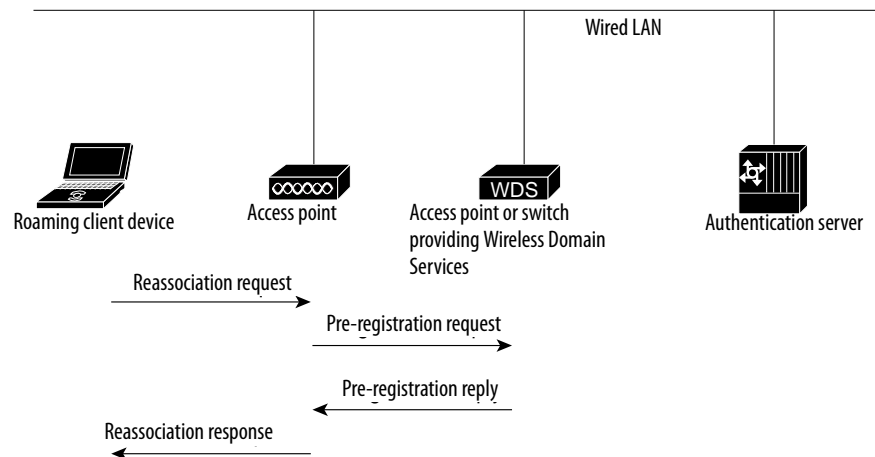 Wired LAN
WDS
Roaming client device
Access point
Access point or switch
providing Wireless Domain
Services
Authentication server
Reassociation request
Pre-registration request
Pre-registration reply
Reassociation response